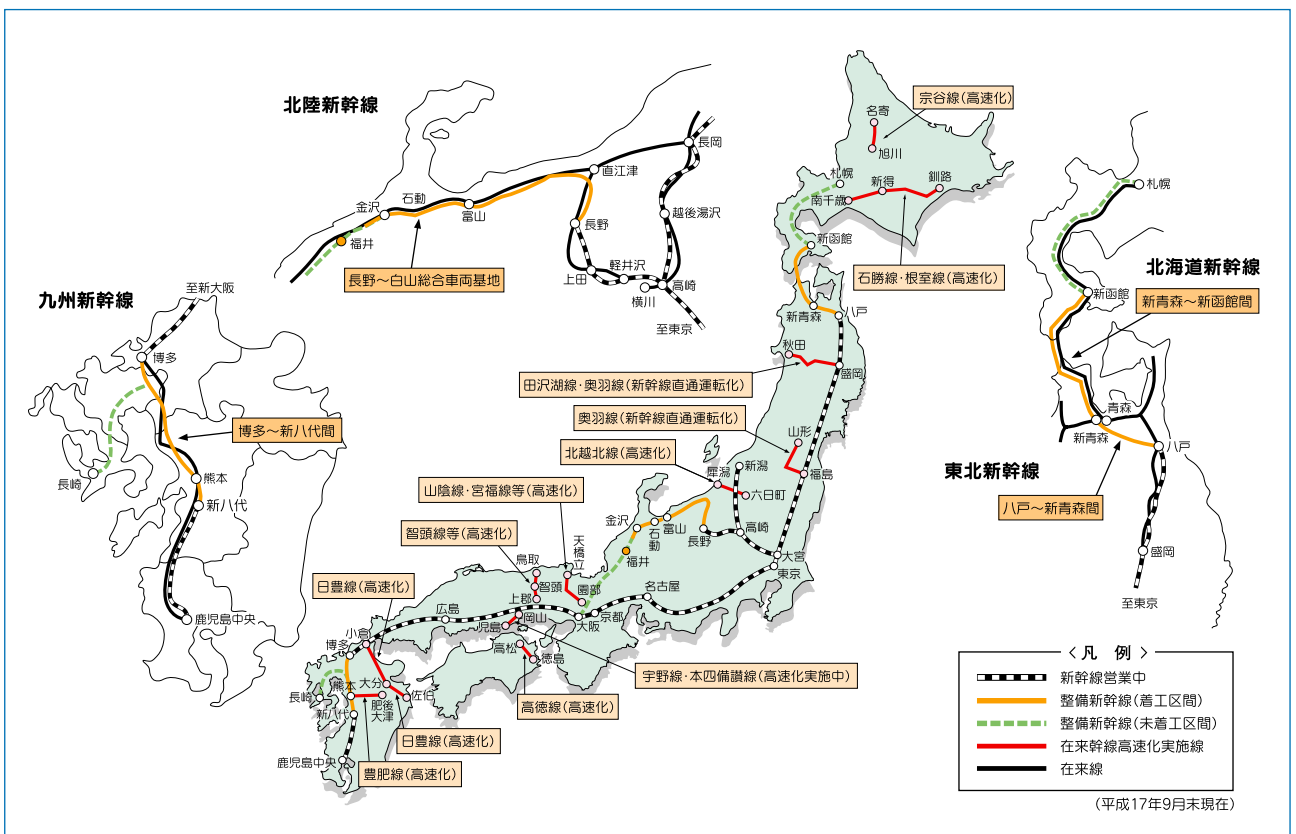 北陸新幹線
長岡
直江津
石動
金沢
富山
越後湯沢
長野
福井
軽井沢
上田
高崎
横川
至東京
長野～白山総合車両基地
九州新幹線
至新大阪
博多
博多～新八代間
長崎
熊本
新八代
鹿児島中央
宗谷線(高速化)
名寄
旭川
札幌
新得
釧路
南千歳
新函館
石勝線・根室線(高速化)
新青森
八戸
秋田
盛岡
田沢湖線・奥羽線(新幹線直通運転化)
奥羽線(新幹線直通運転化)
山形
北越北線(高速化)
新潟
犀潟
福島
六日町
山陰線・宮福線等(高速化)
金沢
富山
石動
長野
高崎
智頭線等(高速化)
天橋立
福井
大宮
鳥取
東京
日豊線(高速化)
智頭
園部
名古屋
上郡
広島
岡山
京都
児島
大阪
小倉
高松
博多
徳島
宇野線・本四備讃線(高速化実施中)
熊本
大分
長崎
佐伯
肥後大津
高徳線(高速化)
新八代
日豊線(高速化)
鹿児島中央
豊肥線(高速化)
札幌
北海道新幹線
新函館
新青森～新函館間
青森
新青森
八戸
東北新幹線
八戸～新青森間
盛岡
至東京
〈凡 例〉
新幹線営業中
整備新幹線(着工区間)
整備新幹線(未着工区間)
在来幹線高速化実施線
在来線
(平成17年9月末現在)